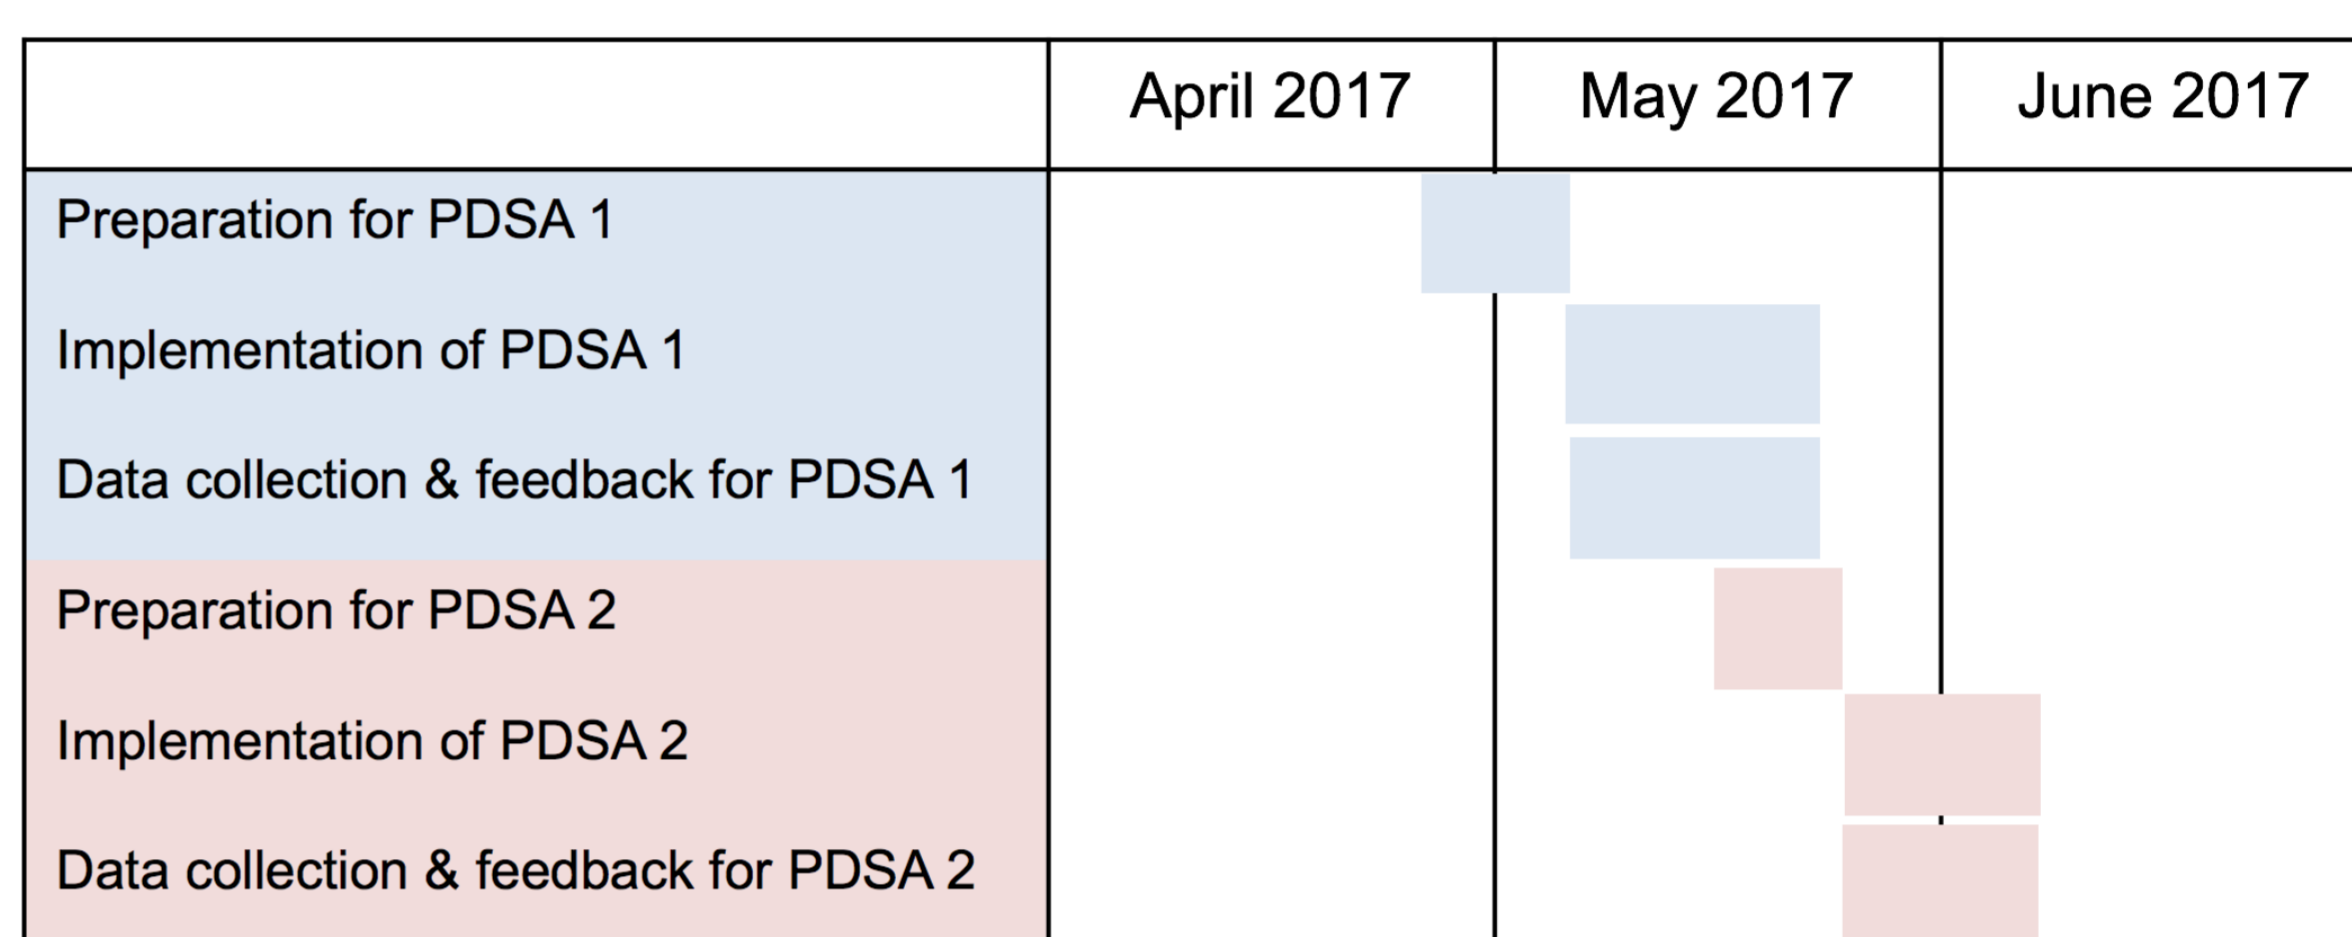 April 2017 May 2017 June 2017
Preparation for PDSA 1
Implementation of PDSA 1
Data collection & feedback for PDSA 1
Preparation for PDSA 2
Implementation of PDSA 2
Data collection & feedback for PDSA 2